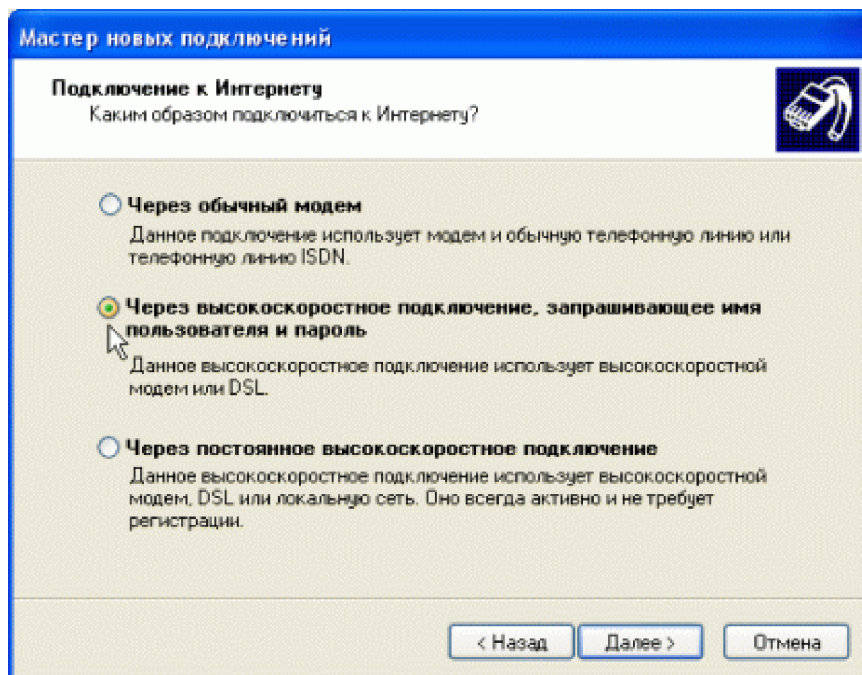 Мастер новых подключений
Подключение к Интернету
Каким образом подключиться к Интернету?
Через обычный модем
Данное подключение использует модем и обычную телефонную линию или
телефонную линию ISDN.
Через высокоскоростное подключение, запрашивающее имя
пользователя и пароль
Данное высокоскоростное подключение использует высокоскоростной
модем или DSL.
Через постоянное высокоскоростное подключение
Данное высокоскоростное подключение использует высокоскоростной
модем, DSL или локальную сеть. Оно всегда активно и не требует
регистрации.
< Назад Далее > Отмена